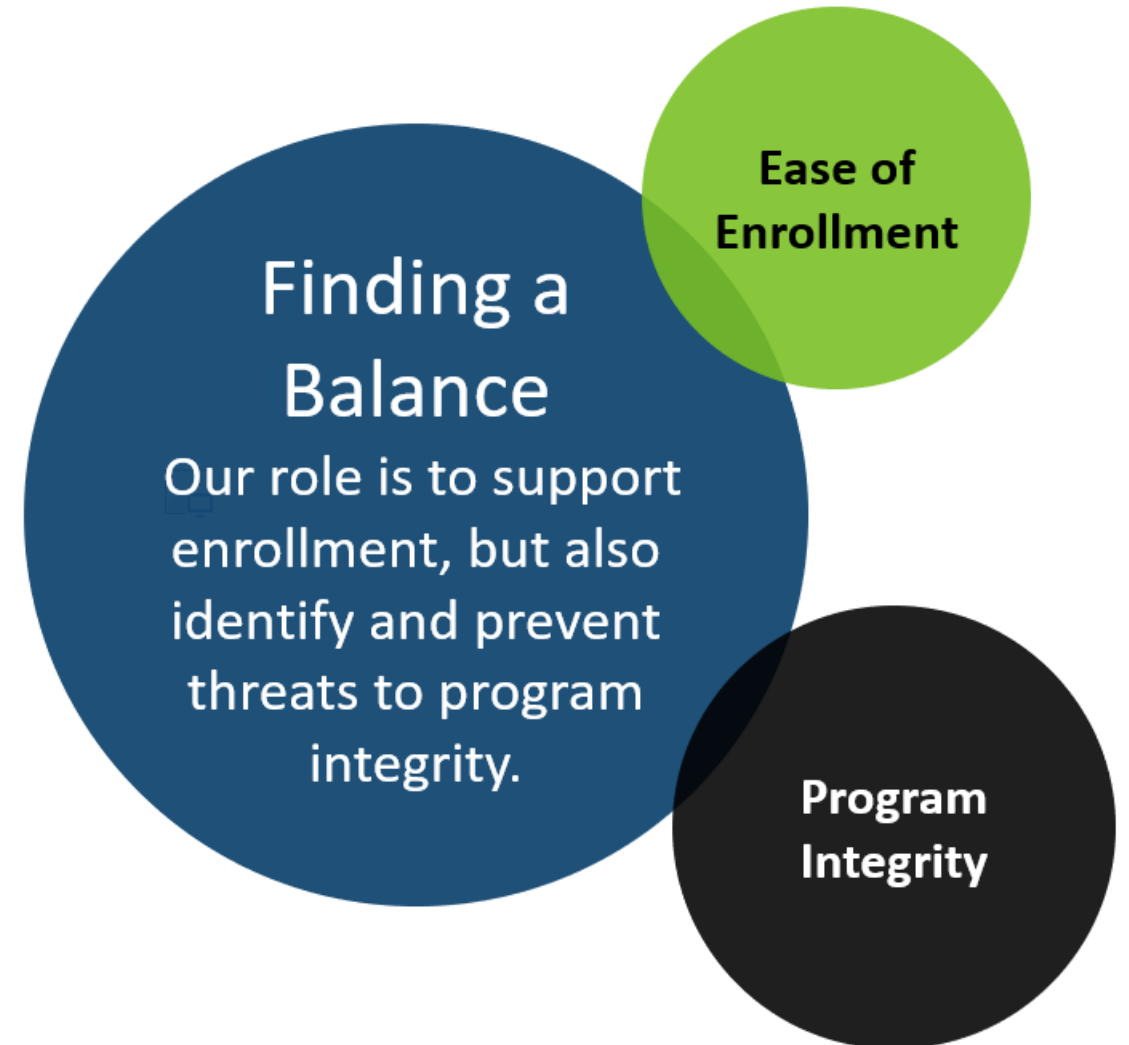 Finding a
Balance
Our role is to support
enrollment, but also
identify and prevent
threats to program
integrity.
Ease of
Enrollment
Program
Integrity